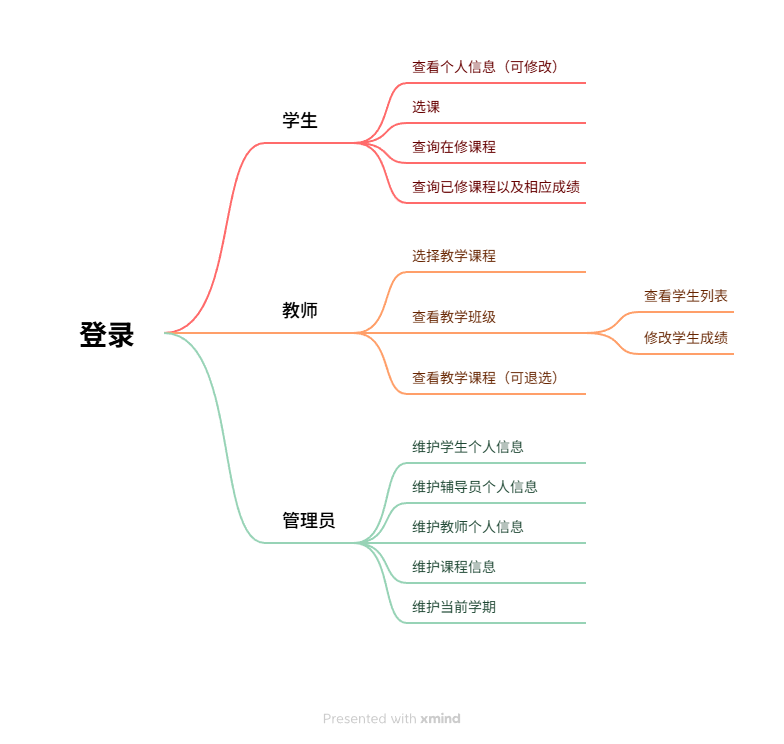 登录
学生
查看个人信息（可修改）
选课
查询在修课程
查询已修课程以及相应成绩
教师
选择教学课程
查看教学班级
查看学生列表
修改学生成绩
查看教学课程（可退选）
管理员
维护学生个人信息
维护辅导员个人信息
维护教师个人信息
维护课程信息
维护当前学期
Presented with xmind